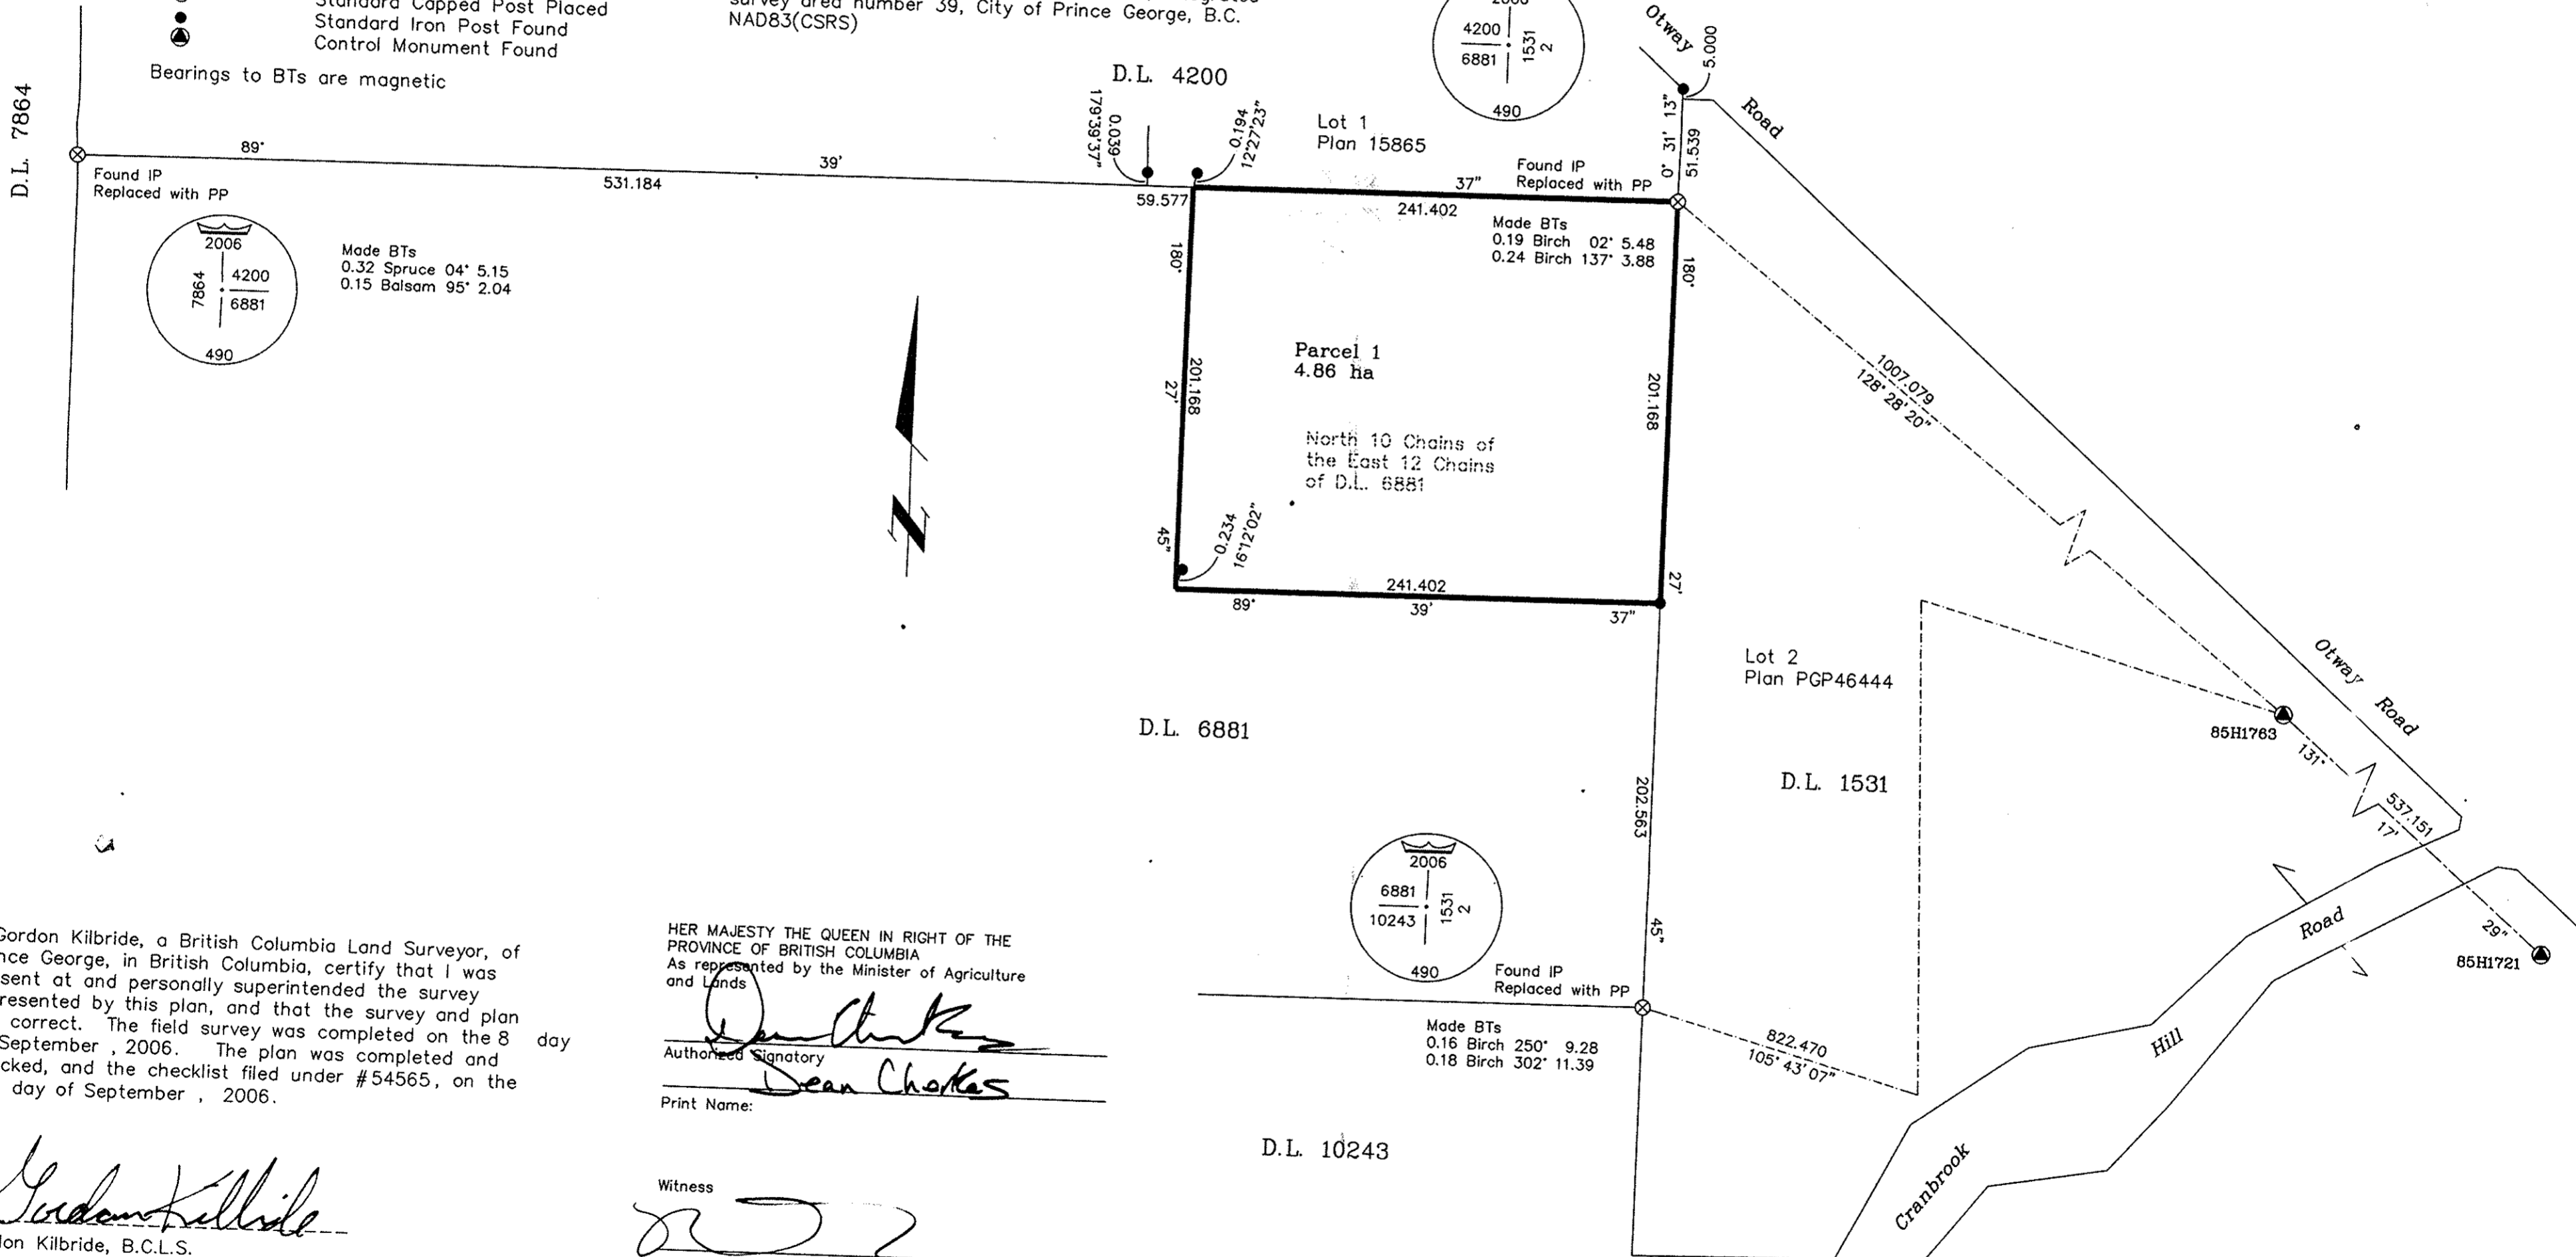 Standard Capped Post Placed
Standard Iron Post Found
Control Monument Found
Bearings to BTs are magnetic
survey area number 39, City of Prince George, B.C.
NAD83(CSRS)
D.L. 7864
89° 39' 37"
531.184
Found IP
Replaced with PP
2006
7864
4200
6881
490
Made BTs
0.32 Spruce 04° 5.15
0.15 Balsam 95° 2.04
D.L. 4200
0.039
179°39'37"
0.194
12°27'23"
59.577
Lot 1
Plan 15865
4200
6881
1531
2
490
Otway
Road
5.000
0° 31' 13"
51.539
Found IP
Replaced with PP
241.402
Made BTs
0.19 Birch 02° 5.48
0.24 Birch 137° 3.88
180° 27' 45"
201.168
Parcel 1
4.86 ha
North 10 Chains of
the East 12 Chains
of D.L. 6881
N
0.234
16°12'02"
241.402
89° 39' 37"
180° 27' 45"
201.168
1007.079
128° 28' 20"
Lot 2
Plan PGP46444
Otway Road
85H1763
131° 17' 29"
537.151
85H1721
D.L. 6881
D.L. 1531
202.563
2006
6881
10243
1531
2
490
Found IP
Replaced with PP
Made BTs
0.16 Birch 250° 9.28
0.18 Birch 302° 11.39
822.470
105° 43' 07"
Cranbrook Hill Road
D.L. 10243
Gordon Kilbride, a British Columbia Land Surveyor, of
nce George, in British Columbia, certify that I was
sent at and personally superintended the survey
resented by this plan, and that the survey and plan
correct. The field survey was completed on the 8 day
September , 2006. The plan was completed and
cked, and the checklist filed under #54565, on the
day of September , 2006.
Gordon Kilbride
don Kilbride, B.C.L.S.
HER MAJESTY THE QUEEN IN RIGHT OF THE
PROVINCE OF BRITISH COLUMBIA
As represented by the Minister of Agriculture
and Lands
Authorized Signatory
Dean
Print Name:
Witness